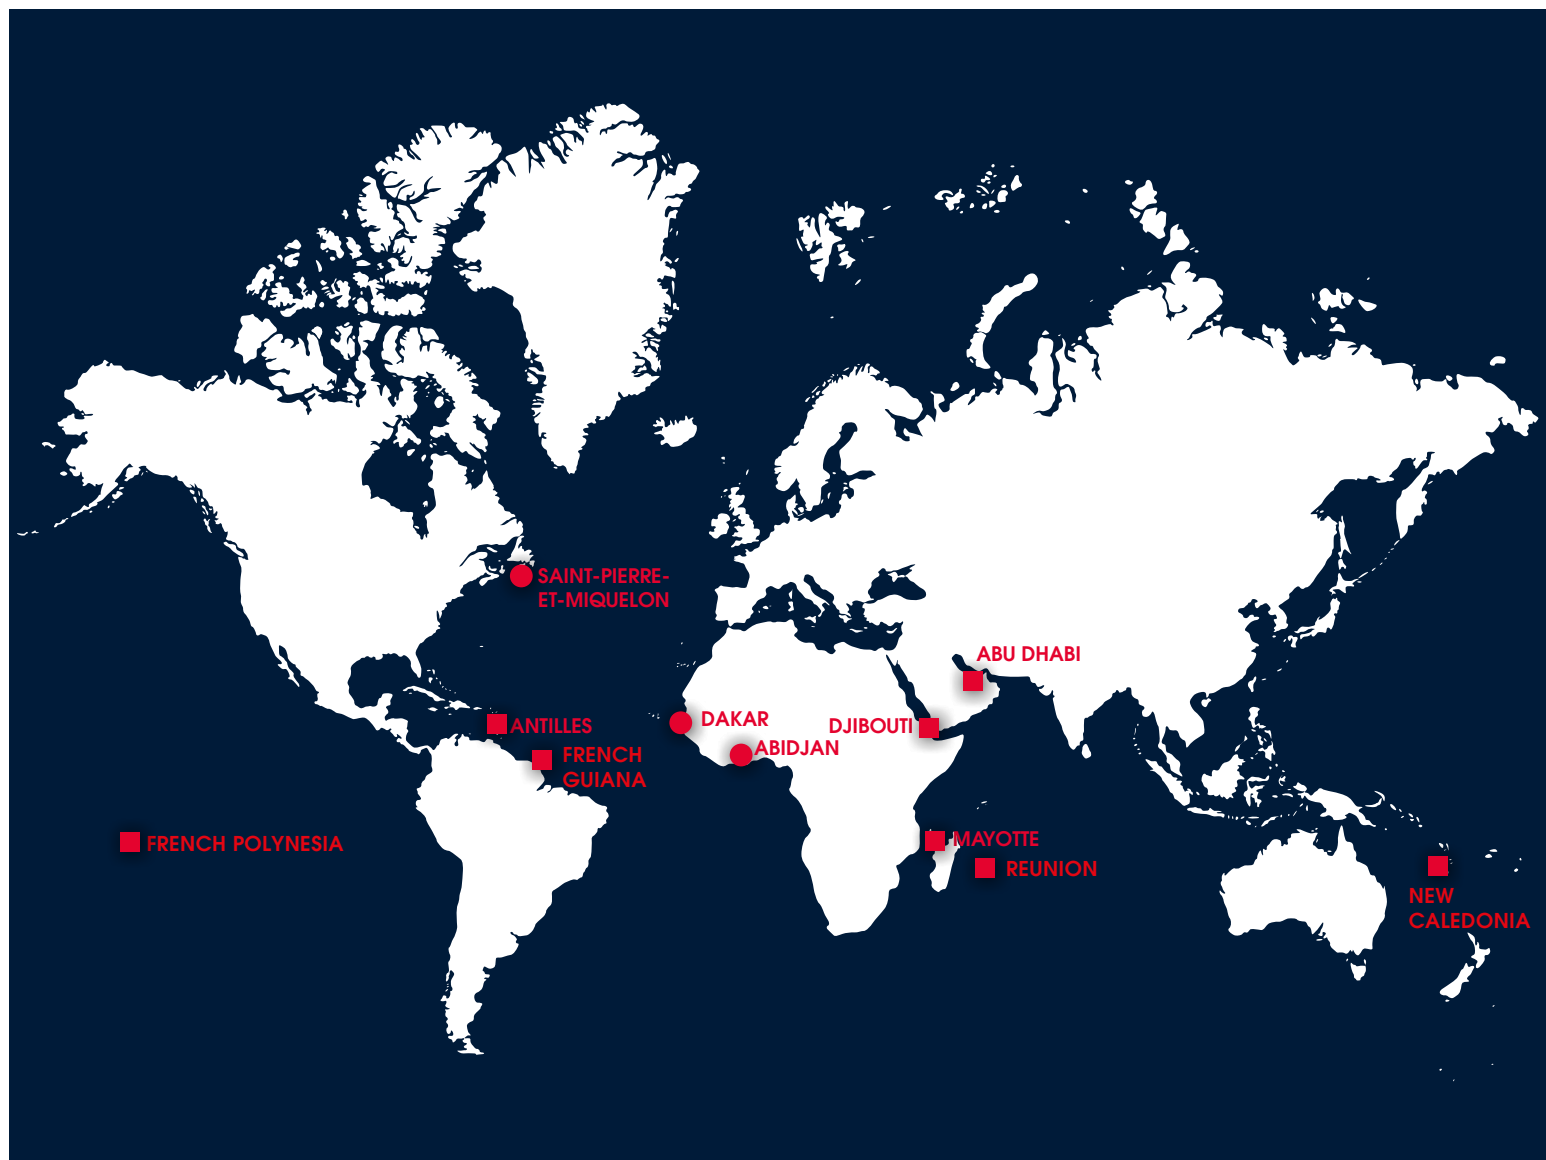 SAINT-PIERRE-
ET-MIQUELON
ABU DHABI
ANTILLES
DAKAR
DJIBOUTI
ABIDJAN
FRENCH
GUIANA
FRENCH POLYNESIA
MAYOTTE
REUNION
NEW
CALEDONIA